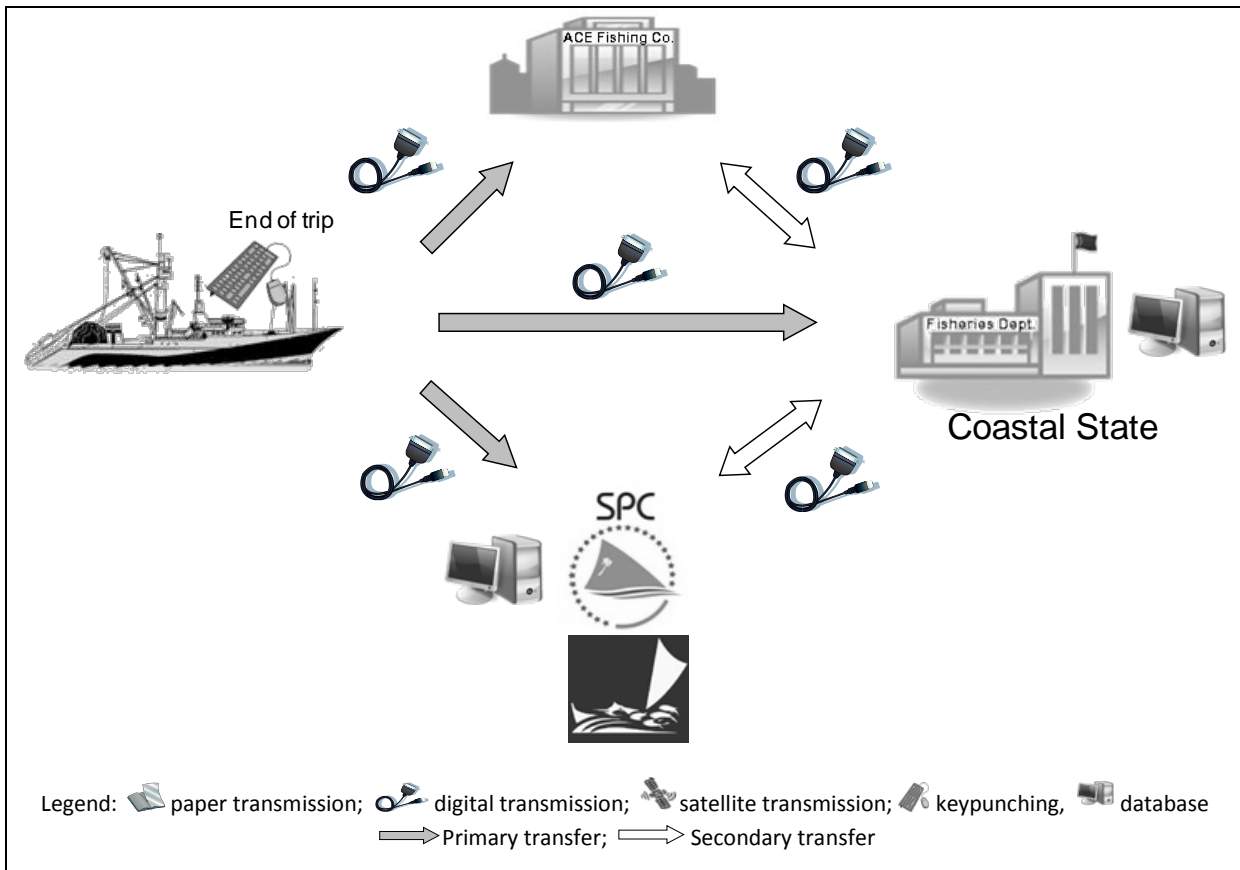 ACE Fishing Co.
End of trip
Fisheries Dept.
Coastal State
SPC
Legend: paper transmission; digital transmission; satellite transmission; keypunching, database
Primary transfer; Secondary transfer